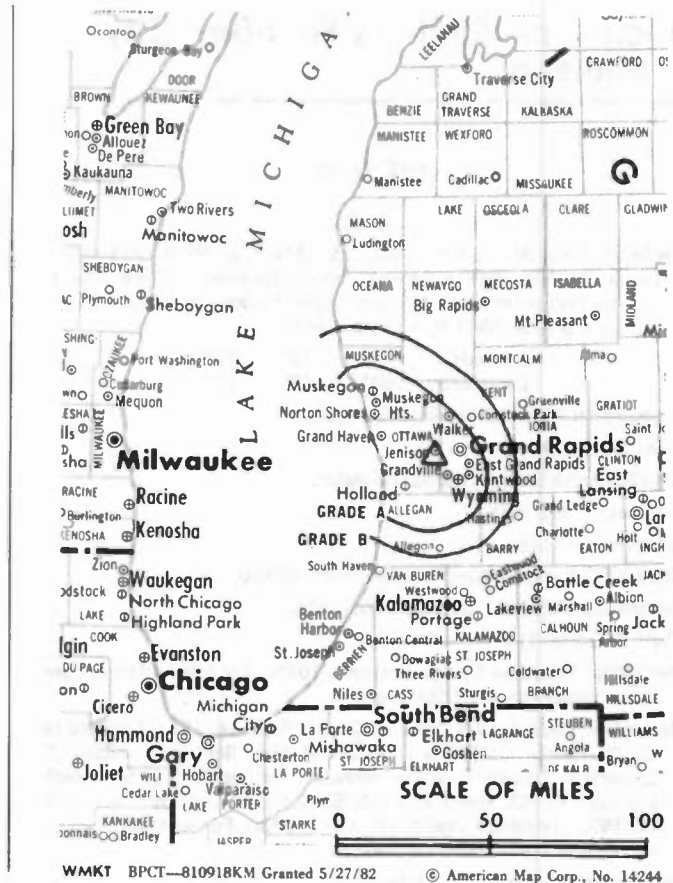 Oconto
Sturgeon Bay
DOOR
BROWN KEWAUNEE
Green Bay
Allouez
De Pere
Kaukauna
MANITOWOC
Two Rivers
Manitowoc
SHEBOYGAN
Plymouth Sheboygan
OZAUKEE
Port Washington
Cedarburg
Mequon
MILWAUKEE
Milwaukee
RACINE Racine
Burlington
KENOSHA Kenosha
Zion
Waukegan
North Chicago
LAKE Highland Park
COOK
Evanston
DU PAGE
Chicago
Cicero
Hammond
Gary
Joliet
WILL Hobart
Cedar Lake Valparaiso
LAKE PORTER
KANKAKEE
Bradley
JASPER
LAKE MICHIGA
LEELANAU
Traverse City
CRAWFORD
BENZIE GRAND TRAVERSE KALKASKA
MANISTEE WEXFORD ROSCOMMON
Manistee Cadillac MISSAUKEE
G
LAKE OSCEOLA CLARE GLADWIN
MASON
Ludington
OCEANA NEWAYGO MECOSTA ISABELLA
Big Rapids MIDLAND
Mt. Pleasant
MUSKEGON MONTCALM Alma
Muskegon KENT Greenville GRATIOT
Muskegon Hts. Comstock Park
Norton Shores IONIA
Walker
Grand Haven OTTAWA Grand Rapids
Jenison East Grand Rapids CLINTON
Grandville Kentwood East Lansing
Holland Wyoming
GRADE A ALLEGAN Hastings Grand Ledge
Charlotte Holt
GRADE B Allegan BARRY EATON
South Haven VAN BUREN Eastwood
Comstock
Westwood Battle Creek
Kalamazoo Lakeview Marshall Albion
Portage
Benton Harbor KALAMAZOO CALHOUN Spring Arbor
Benton Central
St. Joseph BERRIEN
Dowagiac ST JOSEPH
Three Rivers Coldwater Hillsdale
Niles CASS Sturgis BRANCH HILLSDALE
Michigan City South Bend STEUBEN WILLIAMS
La Porte Elkhart LAGRANGE Angola
Mishawaka Goshen Bryan
Chesterton ST JOSEPH ELKHART DE KALB
LA PORTE
STARKE
SCALE OF MILES
0 50 100
WMKT BPCT—810918KM Granted 5/27/82 © American Map Corp., No. 14244